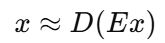 x ≈ D(Ex)